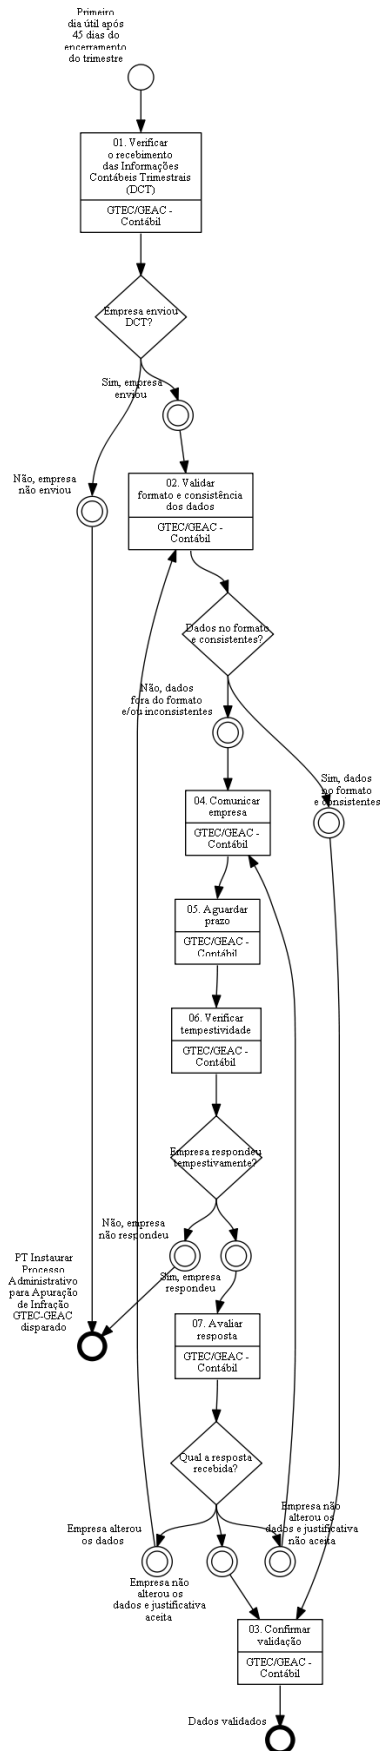 Primeiro
dia útil após
45 dias do
encerramento
do trimestre
01. Verificar
o recebimento
das Informações
Contábeis Trimestrais
(DCT)
GTEC/GEAC -
Contábil
Empresa enviou
DCT?
Sim, empresa
enviou
Não, empresa
não enviou
02. Validar
formato e consistência
dos dados
GTEC/GEAC -
Contábil
Dados no formato
e consistentes?
Não, dados
fora do formato
e/ou inconsistentes
Sim, dados
no formato
e consistentes
04. Comunicar
empresa
GTEC/GEAC -
Contábil
05. Aguardar
prazo
GTEC/GEAC -
Contábil
06. Verificar
tempestividade
GTEC/GEAC -
Contábil
Empresa respondeu
tempestivamente?
Não, empresa
não respondeu
Sim, empresa
respondeu
PT Instaurar
Processo
Administrativo
para Apuração
de Infração
GTEC-GEAC
disparado
07. Avaliar
resposta
GTEC/GEAC -
Contábil
Qual a resposta
recebida?
Empresa alterou
os dados
Empresa não
alterou os
dados e justificativa
aceita
Empresa não
alterou os
dados e justificativa
não aceita
03. Confirmar
validação
GTEC/GEAC -
Contábil
Dados validados